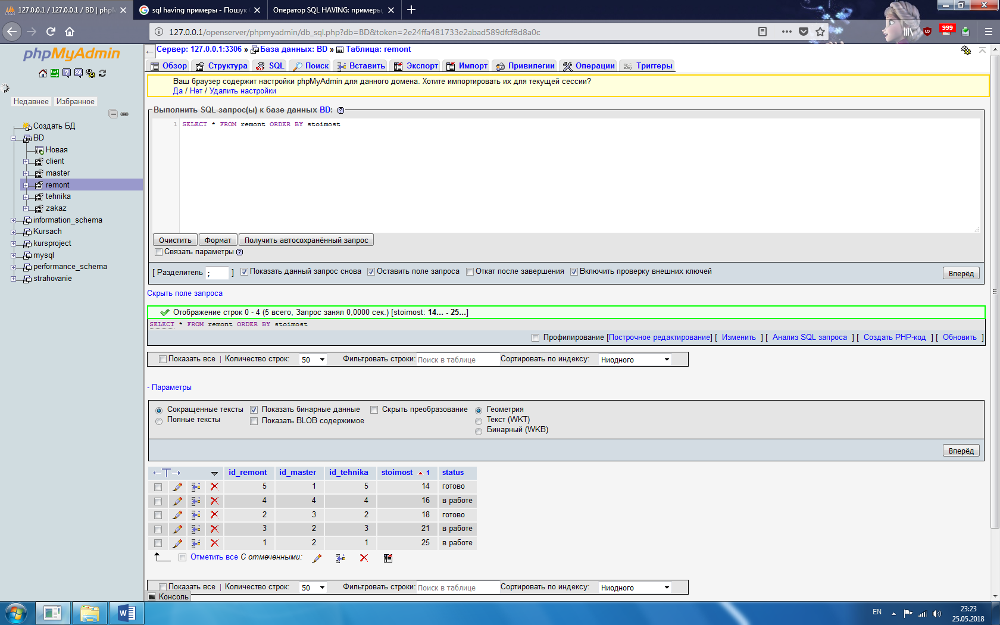 127.0.0.1 / 127.0.0.1 / BD | phpM
sql having примеры - Пошук
Оператор SQL HAVING: примеры,
127.0.0.1/openserver/phpmyadmin/db_sql.php?db=BD&token=2e24ffa481733e2abad589dfcf8d8a0c
999
phpMyAdmin
Недавнее Избранное
Создать БД
BD
Новая
client
master
remont
tehnika
zakaz
information_schema
Kursach
kursproject
mysql
performance_schema
strahovanie
Сервер: 127.0.0.1:3306 » База данных: BD » Таблица: remont
Обзор Структура SQL Поиск Вставить Экспорт Импорт Привилегии Операции Триггеры
Ваш браузер содержит настройки phpMyAdmin для данного домена. Хотите импортировать их для текущей сессии?
Да / Нет / Удалить настройки
Выполнить SQL-запрос(ы) к базе данных BD:
1 SELECT * FROM remont ORDER BY stoimost
Очистить Формат Получить автосохранённый запрос
Связать параметры
[ Разделитель ; ] Показать данный запрос снова Оставить поле запроса Откат после завершения Включить проверку внешних ключей Вперёд
Скрыть поле запроса
Отображение строк 0 - 4 (5 всего, Запрос занял 0,0000 сек.) [stoimost: 14... - 25...]
SELECT * FROM remont ORDER BY stoimost
Профилирование [Построчное редактирование] [ Изменить ] [ Анализ SQL запроса ] [ Создать PHP-код ] [ Обновить ]
Показать все | Количество строк: 50 Фильтровать строки: Поиск в таблице Сортировать по индексу: Ниодного
- Параметры
Сокращенные тексты Показать бинарные данные Скрыть преобразование Геометрия
Полные тексты Показать BLOB содержимое Текст (WKT)
Бинарный (WKB)
Вперёд
id_remont id_master id_tehnika stoimost 1 status
5 1 5 14 готово
4 4 4 16 в работе
2 3 2 18 готово
3 2 3 21 в работе
1 2 1 25 в работе
Отметить все С отмеченными:
Показать все | Количество строк: 50 Фильтровать строки: Поиск в таблице Сортировать по индексу: Ниодного
Консоль
EN
23:23
25.05.2018